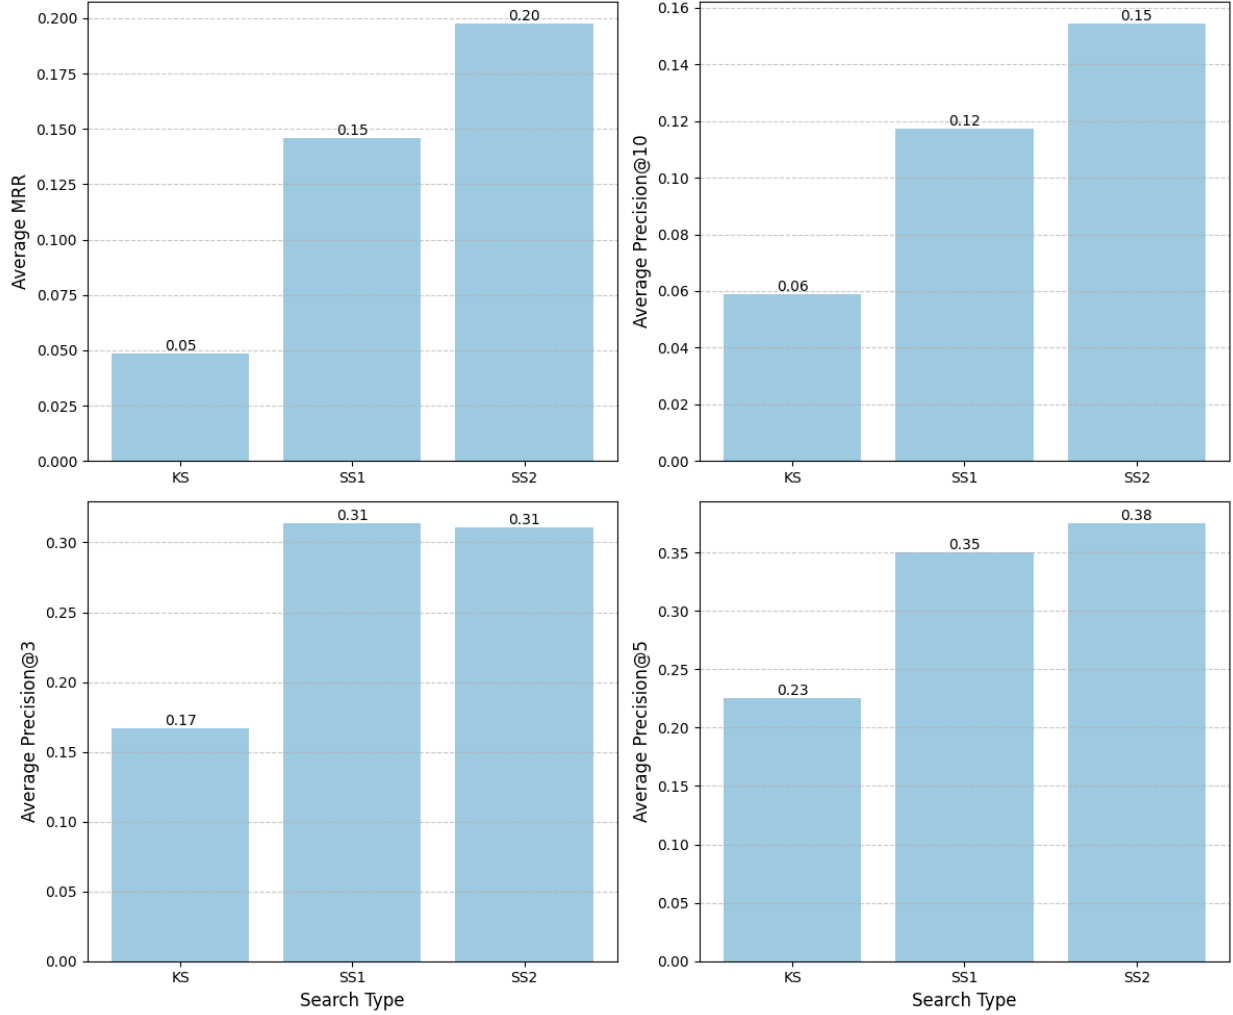 Average MRR
0.200
0.175
0.150
0.125
0.100
0.075
0.050
0.025
0.000
0.05
0.15
0.20
KS
SS1
SS2
Average Precision@10
0.16
0.14
0.12
0.10
0.08
0.06
0.04
0.02
0.00
0.06
0.12
0.15
KS
SS1
SS2
Average Precision@3
0.30
0.25
0.20
0.15
0.10
0.05
0.00
0.17
0.31
0.31
KS
SS1
SS2
Search Type
Average Precision@5
0.35
0.30
0.25
0.20
0.15
0.10
0.05
0.00
0.23
0.35
0.38
KS
SS1
SS2
Search Type